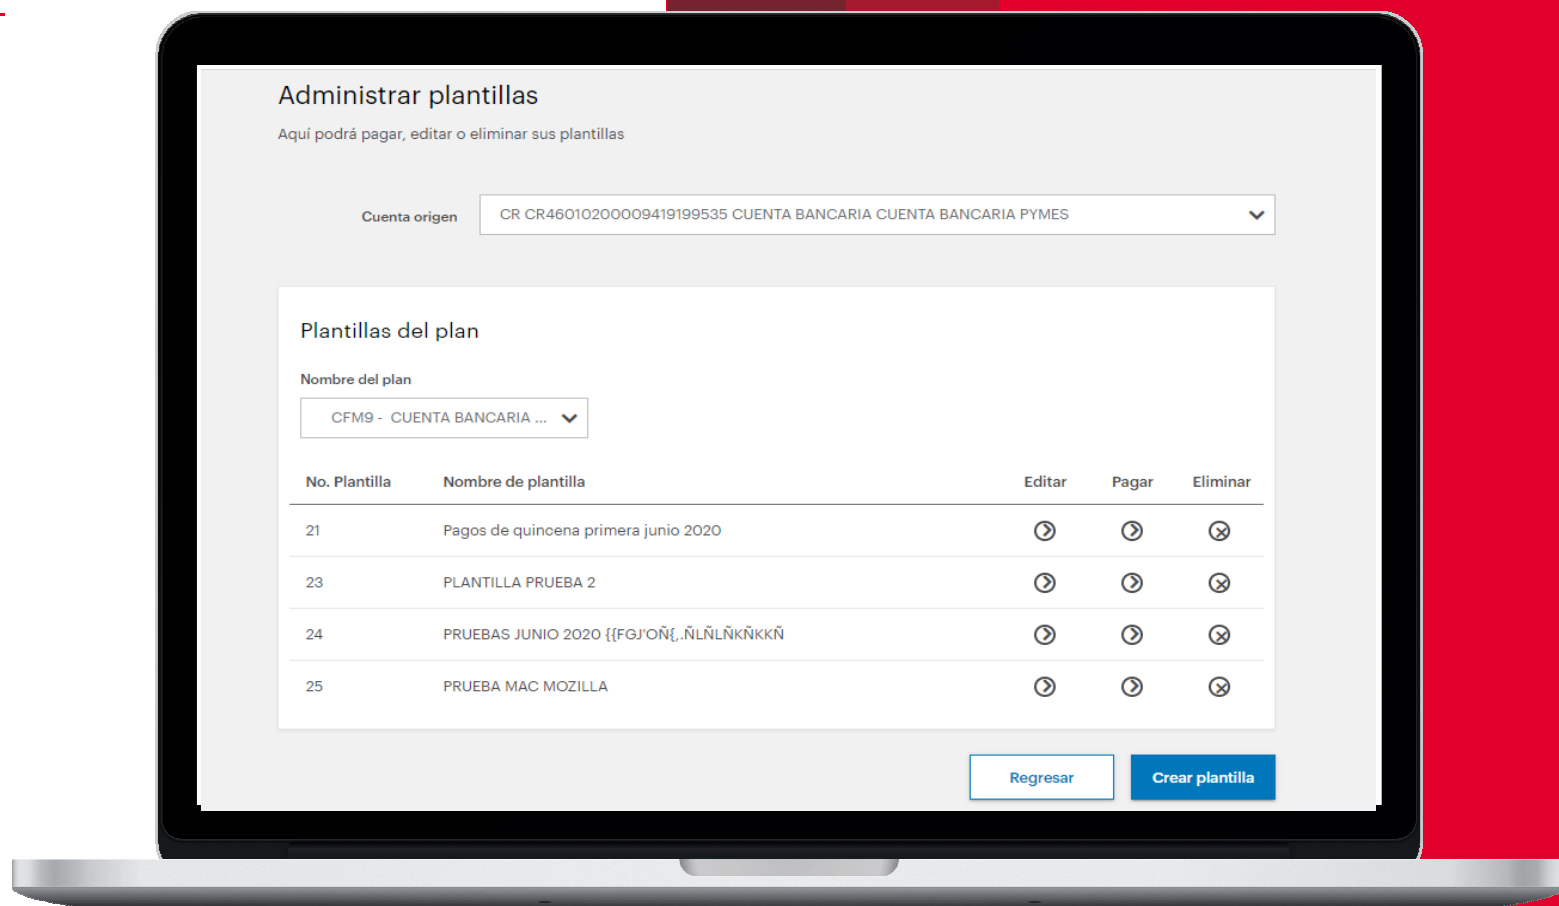 Administrar plantillas
Aquí podrá pagar, editar o eliminar sus plantillas
Cuenta origen CR CR46010200009419199535 CUENTA BANCARIA CUENTA BANCARIA PYMES
Plantillas del plan
Nombre del plan
CFM9 - CUENTA BANCARIA ...
No. Plantilla Nombre de plantilla Editar Pagar Eliminar
21 Pagos de quincena primera junio 2020
23 PLANTILLA PRUEBA 2
24 PRUEBAS JUNIO 2020 {{FGJ'OÑ{,.ÑLÑLÑKÑKKÑ
25 PRUEBA MAC MOZILLA
Regresar Crear plantilla